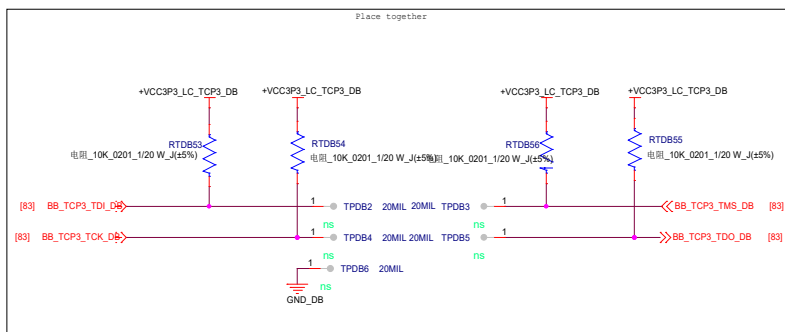 Place together
+VCC3P3_LC_TCP3_DB
+VCC3P3_LC_TCP3_DB
+VCC3P3_LC_TCP3_DB
+VCC3P3_LC_TCP3_DB
RTDB53
RTDB54
RTDB56
RTDB55
电阻_10K_0201_1/20 W_J(±5%)
电阻_10K_0201_1/20 W_J(±5%)
电阻_10K_0201_1/20 W_J(±5%)
电阻_10K_0201_1/20 W_J(±5%)
[83] BB_TCP3_TDI_DB
1
TPDB2 20MIL
20MIL TPDB3
1
BB_TCP3_TMS_DB [83]
ns
ns
[83] BB_TCP3_TCK_DB
1
TPDB4 20MIL
20MIL TPDB5
1
BB_TCP3_TDO_DB [83]
ns
ns
1
TPDB6 20MIL
ns
GND_DB